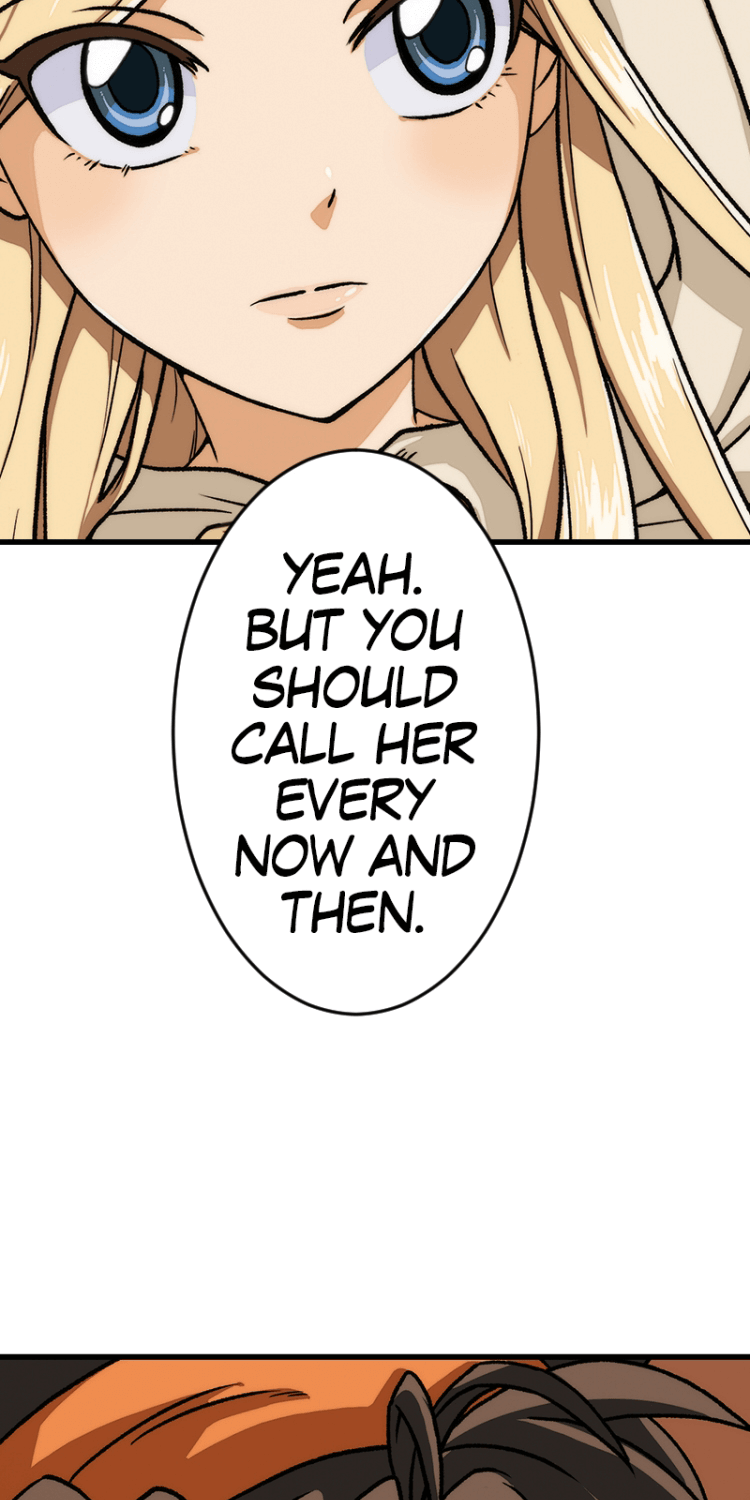 YEAH.
BUT YOU
SHOULD
CALL HER
EVERY
NOW AND
THEN.